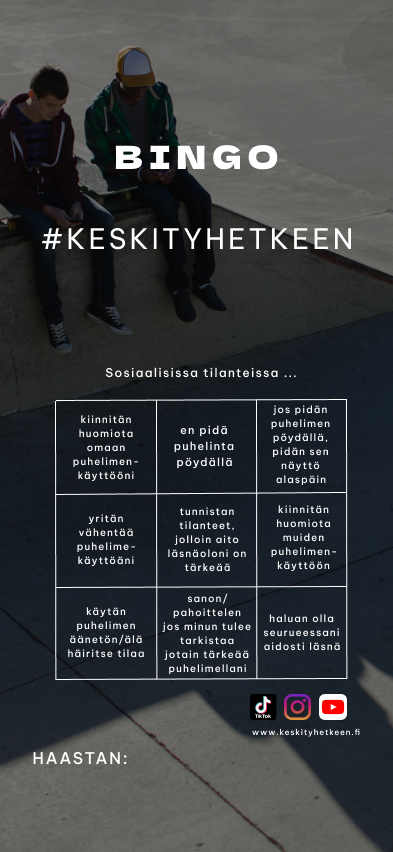 BINGO
#KESKITYHETKEEN
Sosiaalisissa tilanteissa ...
kiinnitän
huomiota
omaan
puhelimen-
käyttööni
en pidä
puhelinta
pöydällä
jos pidän
puhelimen
pöydällä,
pidän sen
näyttö
alaspäin
yritän
vähentää
puhelime-
käyttöäni
tunnistan
tilanteet,
jolloin aito
läsnäoloni on
tärkeää
kiinnitän
huomiota
muiden
puhelimen-
käyttöön
käytän
puhelimen
äänetön/älä
häiritse tilaa
sanon/
pahoittelen
jos minun tulee
tarkistaa
jotain tärkeää
puhelimellani
haluan olla
seurueessani
aidosti läsnä
TikTok
www.keskityhetkeen.fi
HAASTAN: